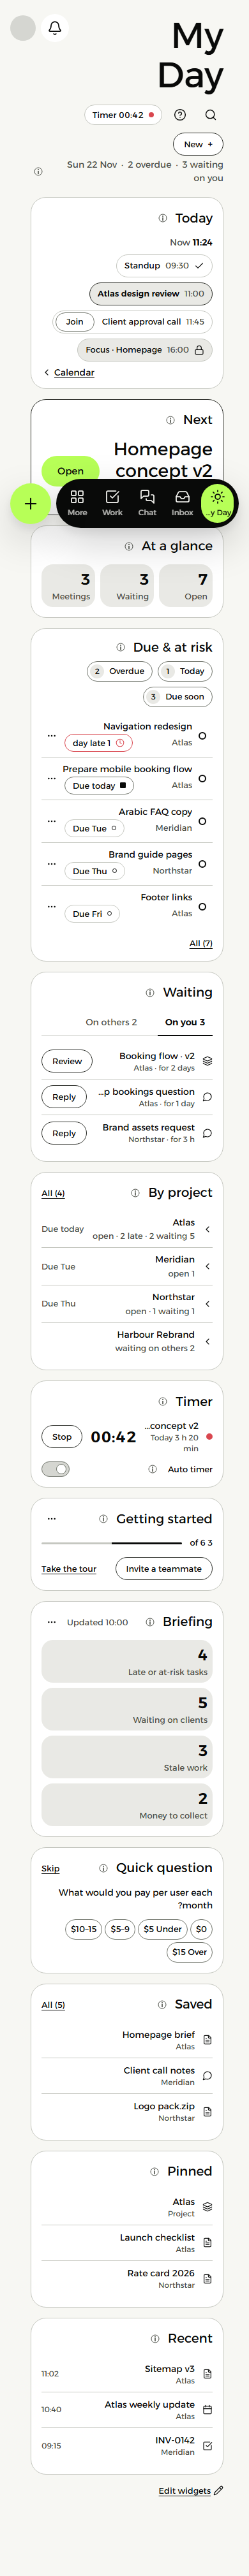 My
Day
Timer 00:42
New +
Sun 22 Nov · 2 overdue · 3 waiting
on you
Today
Now 11:24
Standup 09:30
Atlas design review 11:00
Join Client approval call 11:45
Focus · Homepage 16:00
Calendar
Next
Homepage
concept v2
Open
More
Work
Chat
Inbox
...y Day
At a glance
3
Meetings
3
Waiting
7
Open
Due & at risk
2 Overdue
1 Today
3 Due soon
Navigation redesign
day late 1
Atlas
Prepare mobile booking flow
Due today
Atlas
Arabic FAQ copy
Due Tue
Meridian
Brand guide pages
Due Thu
Northstar
Footer links
Due Fri
Atlas
All (7)
Waiting
On others 2
On you 3
Review
Booking flow · v2
Atlas · for 2 days
Reply
...p bookings question
Atlas · for 1 day
Reply
Brand assets request
Northstar · for 3 h
All (4)
By project
Atlas
Due today
open · 2 late · 2 waiting 5
Meridian
Due Tue
open 1
Northstar
Due Thu
open · 1 waiting 1
Harbour Rebrand
waiting on others 2
Timer
Stop
00:42
...concept v2
Today 3 h 20
min
Auto timer
Getting started
of 6 3
Take the tour
Invite a teammate
Updated 10:00
Briefing
4
Late or at-risk tasks
5
Waiting on clients
3
Stale work
2
Money to collect
Skip
Quick question
What would you pay per user each
?month
$10-15
$5-9
$5 Under
$0
$15 Over
All (5)
Saved
Homepage brief
Atlas
Client call notes
Meridian
Logo pack.zip
Northstar
Pinned
Atlas
Project
Launch checklist
Atlas
Rate card 2026
Northstar
Recent
11:02
Sitemap v3
Atlas
10:40
Atlas weekly update
Atlas
09:15
INV-0142
Meridian
Edit widgets